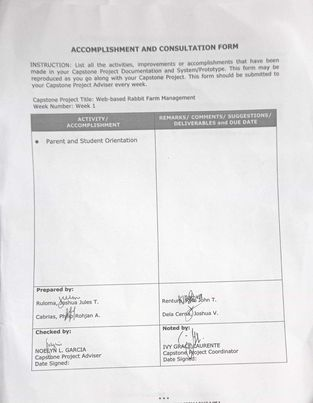 ACCOMPLISHMENT AND CONSULTATION FORM
INSTRUCTION: List all the activities, improvements or accomplishments that have been
made in your Capstone Project Documentation and System/Prototype. This form may be
reproduced as you go along with your Capstone Project. This form should be submitted to
your Capstone Project Adviser every week.
Capstone Project Title: Web-based Rabbit Farm Management
Week Number: Week 1
ACTIVITY/
ACCOMPLISHMENT
REMARKS/ COMMENTS/ SUGGESTIONS/
DELIVERABLES and DUE DATE
• Parent and Student Orientation
Prepared by:
Ruloma, Joshua Jules T.
John T.
Cabrias, Rohjan A.
Dela Cerna, Joshua V.
Checked by:
NOELYN L. GARCIA
Capstone Project Adviser
Date Signed:
Noted by:
IVY GRACE LAURENTE
Capstone Project Coordinator
Date Signed: